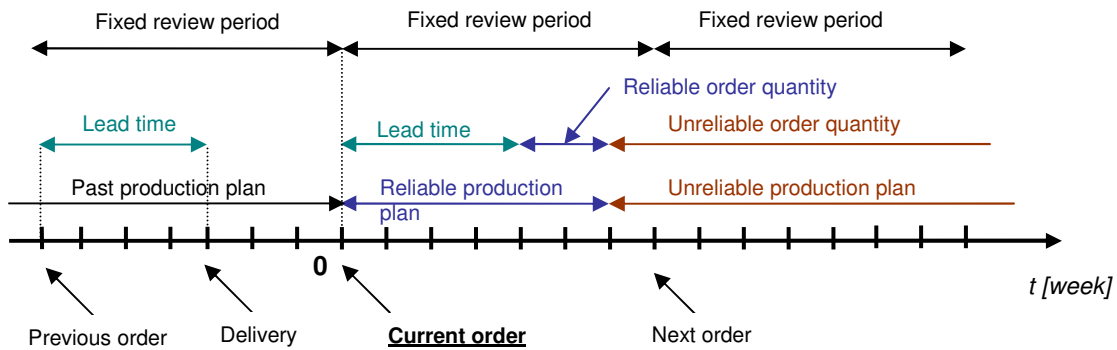 Fixed review period
Fixed review period
Fixed review period
Reliable order quantity
Lead time
Lead time
Unreliable order quantity
Past production plan
Reliable production
plan
Unreliable production plan
0
t [week]
Previous order
Delivery
Current order
Next order